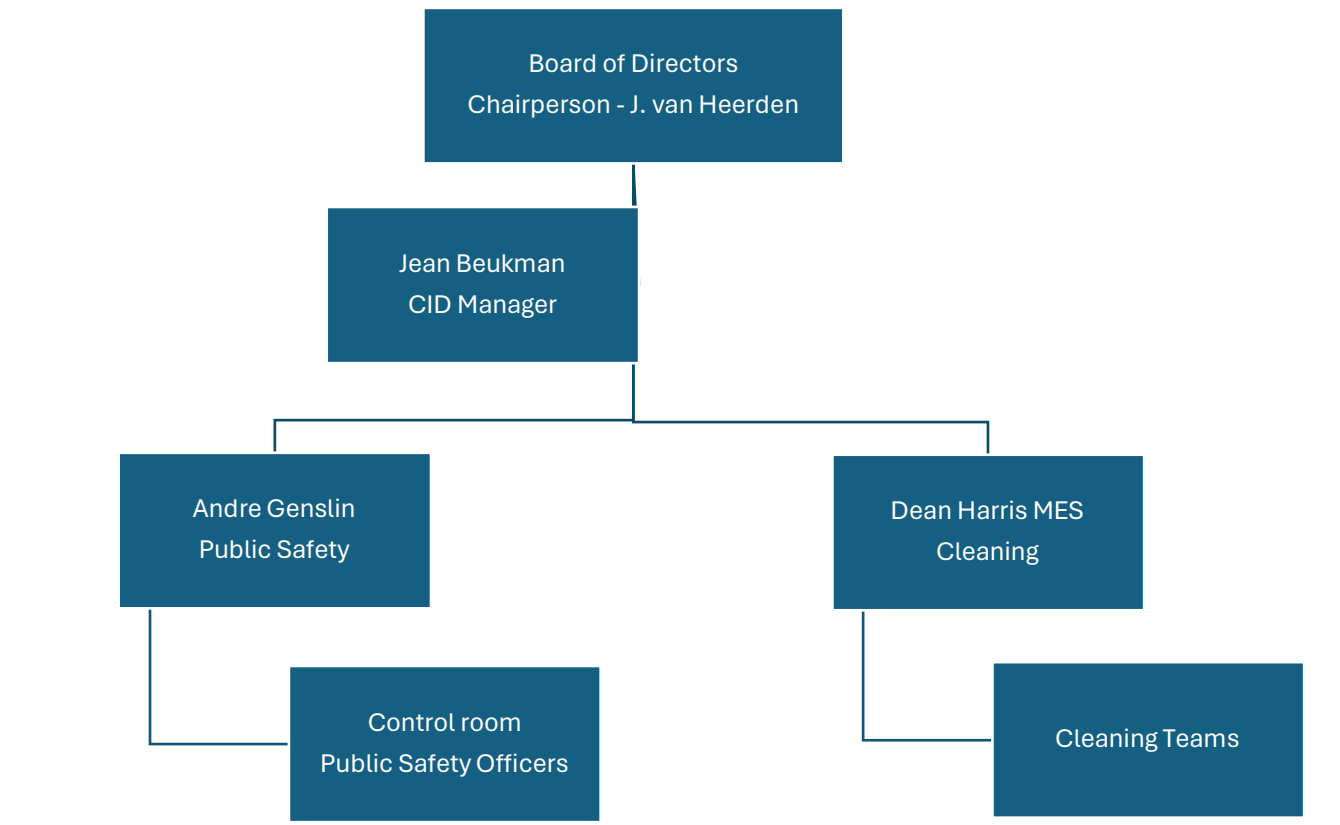 Board of Directors
Chairperson - J. van Heerden
Jean Beukman
CID Manager
Andre Genslin
Public Safety
Dean Harris MES
Cleaning
Control room
Public Safety Officers
Cleaning Teams